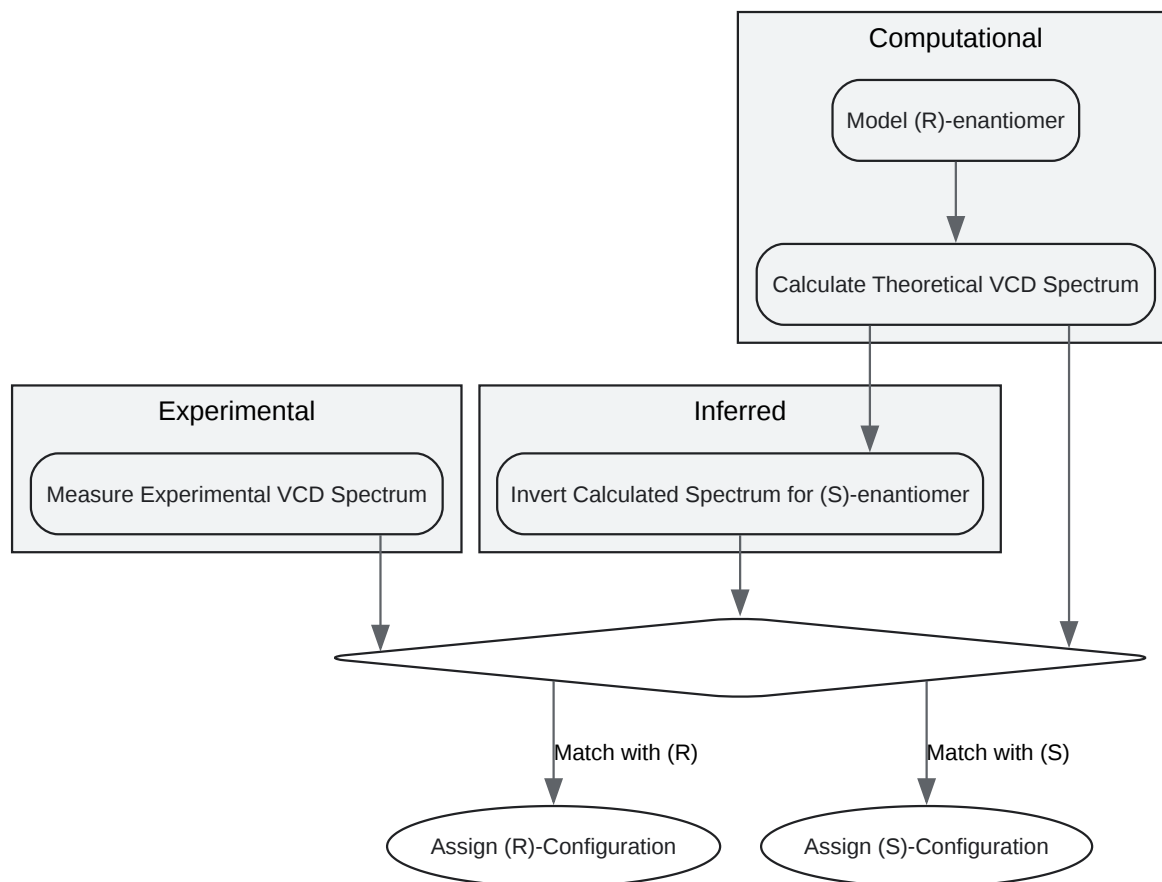 Computational
Model (R)-enantiomer
Calculate Theoretical VCD Spectrum
Experimental
Inferred
Measure Experimental VCD Spectrum
Invert Calculated Spectrum for (S)-enantiomer
Match with (R)
Match with (S)
Assign (R)-Configuration
Assign (S)-Configuration